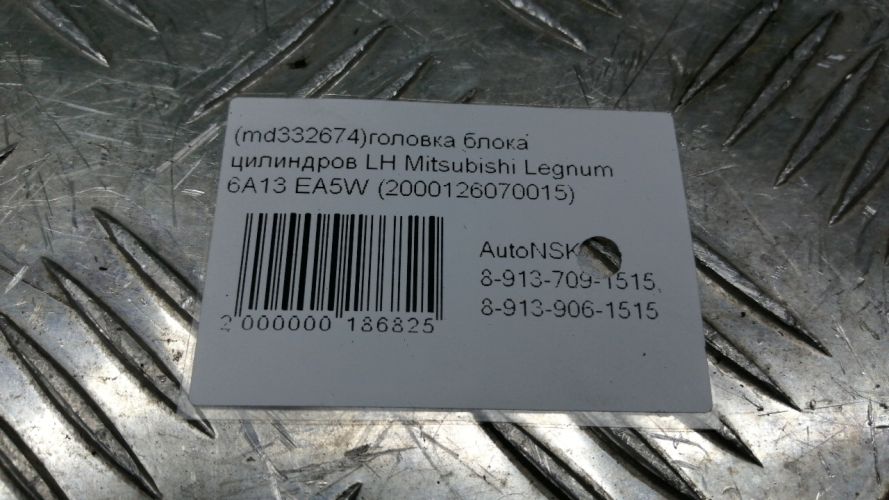 (md332674)головка блока
цилиндров LH Mitsubishi Legnum
6A13 EA5W (2000126070015)
AutoNSK
8-913-709-1515,
8-913-906-1515
2 000000 186825